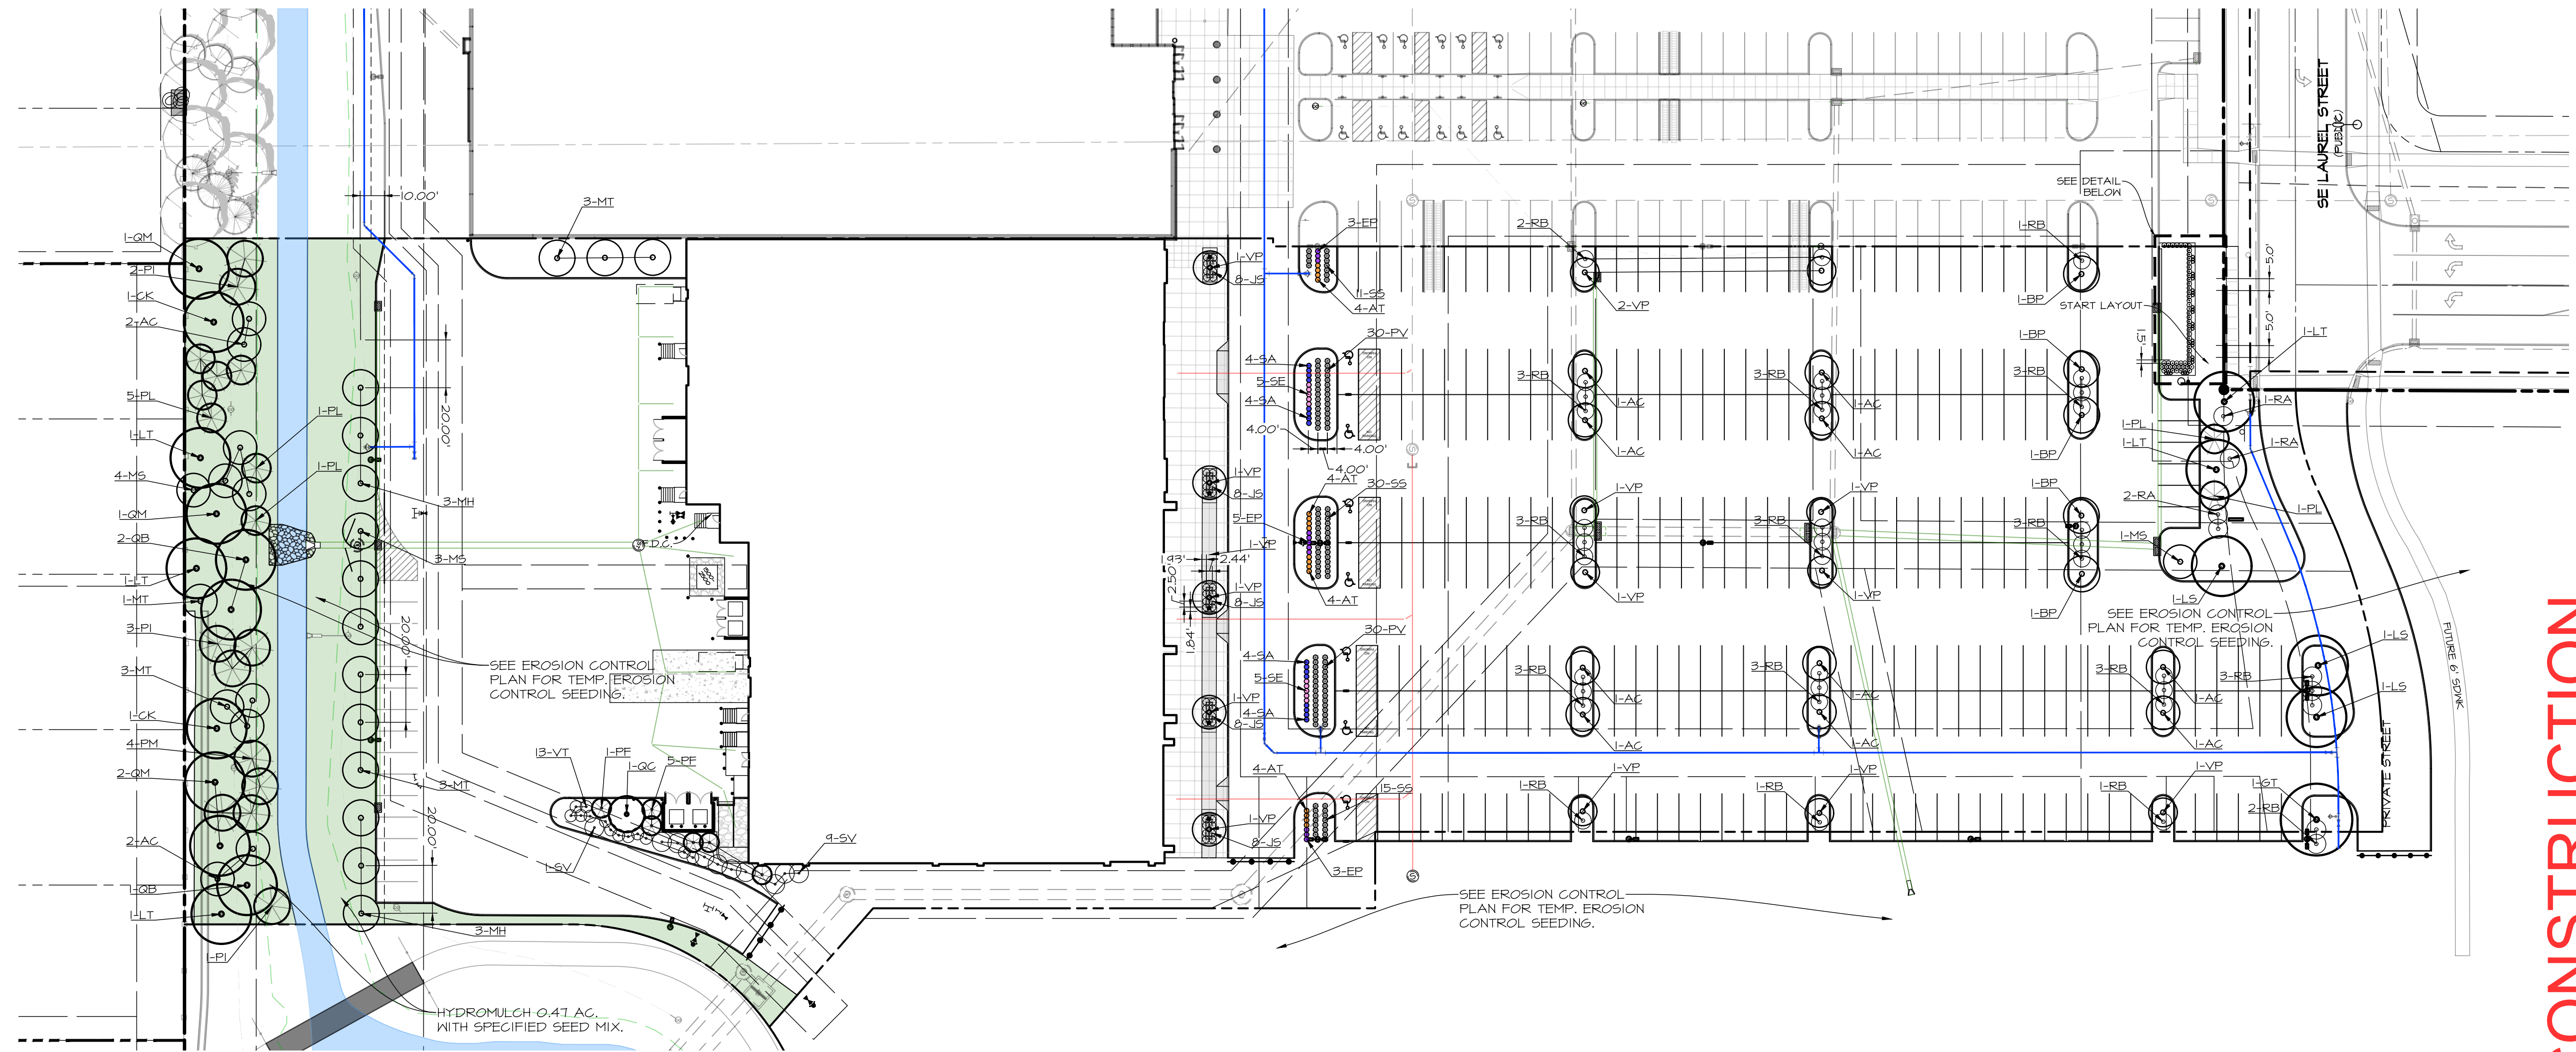 SE LAUREL STREET
(PUBLIC)
SEE DETAIL
BELOW
10.00'
3-MT
3-EP
2-RB
1-RB
1-VP
8-JS
11-SS
4-AT
2-VP
1-BP
START LAYOUT
5.0'
5.0'
1.5'
1-LT
1-QM
2-PI
1-CK
2-AC
5-PL
1-LT
4-MS
1-QM
2-QB
1-LT
1-MT
3-PI
3-MT
1-CK
4-PM
2-QM
2-AC
1-QB
1-LT
1-PI
1-PL
1-PL
20.00'
3-MH
3-MS
20.00'
3-MT
20.00'
3-MH
F.D.C.
SEE EROSION CONTROL
PLAN FOR TEMP. EROSION
CONTROL SEEDING.
13-VT
1-PF
1-QC
5-PF
1-SV
9-SV
HYDROMULCH 0.47 AC.
WITH SPECIFIED SEED MIX.
30-PV
4-SA
5-SE
4-SA
4.00'
4.00'
4.00'
1-VP
8-JS
4-AT
30-SS
5-EP
1-VP
1.93'
2.44'
2.50'
1.84'
1-VP
8-JS
4-AT
30-PV
4-SA
5-SE
4-SA
1-VP
8-JS
4-AT
15-SS
1-VP
8-JS
3-EP
3-RB
1-AC
1-AC
3-RB
1-AC
1-AC
1-BP
3-RB
1-BP
1-VP
3-RB
1-VP
1-VP
3-RB
1-VP
1-BP
3-RB
1-BP
3-RB
1-AC
1-AC
3-RB
1-AC
1-AC
3-RB
1-AC
1-AC
1-VP
1-RB
1-VP
1-RB
1-VP
1-RB
1-RA
1-PL
1-LT
1-RA
2-RA
1-PL
1-MS
1-LS
SEE EROSION CONTROL
PLAN FOR TEMP. EROSION
CONTROL SEEDING.
1-LS
3-RB
1-LS
1-GT
2-RB
PRIVATE STREET
FUTURE 6' SDWK
SEE EROSION CONTROL
PLAN FOR TEMP. EROSION
CONTROL SEEDING.
CONSTRUCTION